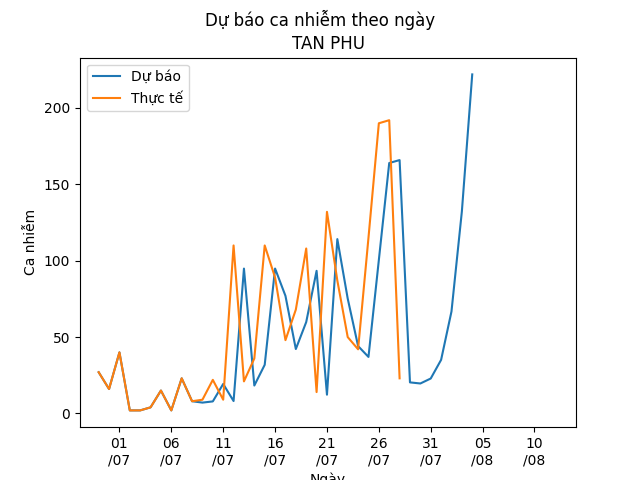 Dự báo ca nhiễm theo ngày
TAN PHU
Dự báo
Thực tế
Ca nhiễm
200
150
100
50
0
01 06 11 16 21 26 31 05 10
/07 /07 /07 /07 /07 /07 /07 /08 /08
Ngày